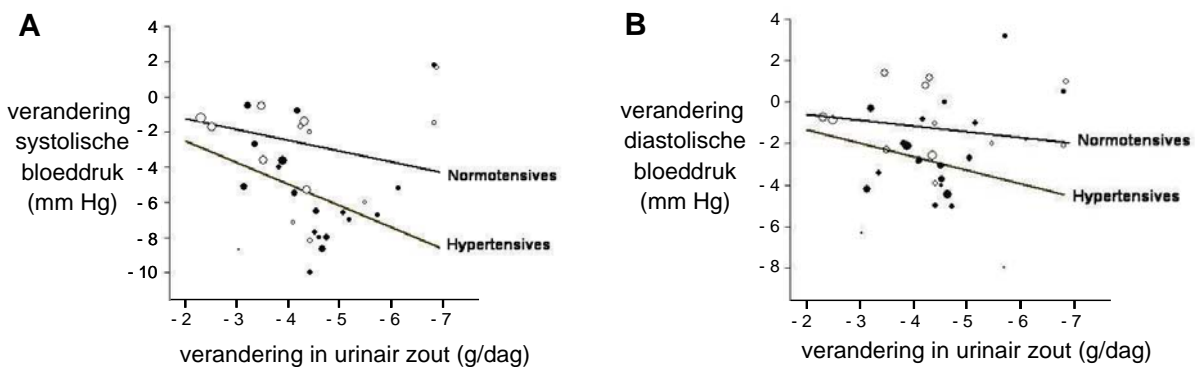 A
4
2
0
- 2
- 4
- 6
- 8
- 10
verandering
systolische
bloeddruk
(mm Hg)
Normotensives
Hypertensives
- 2 - 3 - 4 - 5 - 6 - 7
verandering in urinair zout (g/dag)
B
4
2
0
- 2
- 4
- 6
- 8
verandering
diastolische
bloeddruk
(mm Hg)
Normotensives
Hypertensives
- 2 - 3 - 4 - 5 - 6 - 7
verandering in urinair zout (g/dag)